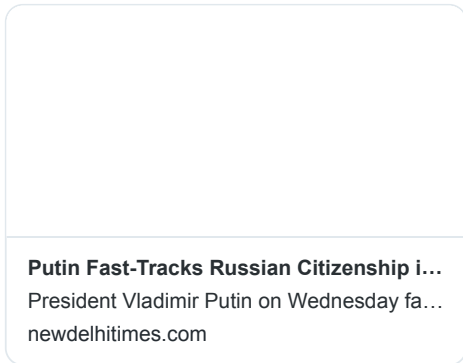 Putin Fast-Tracks Russian Citizenship i...
President Vladimir Putin on Wednesday fa...
newdelhitimes.com